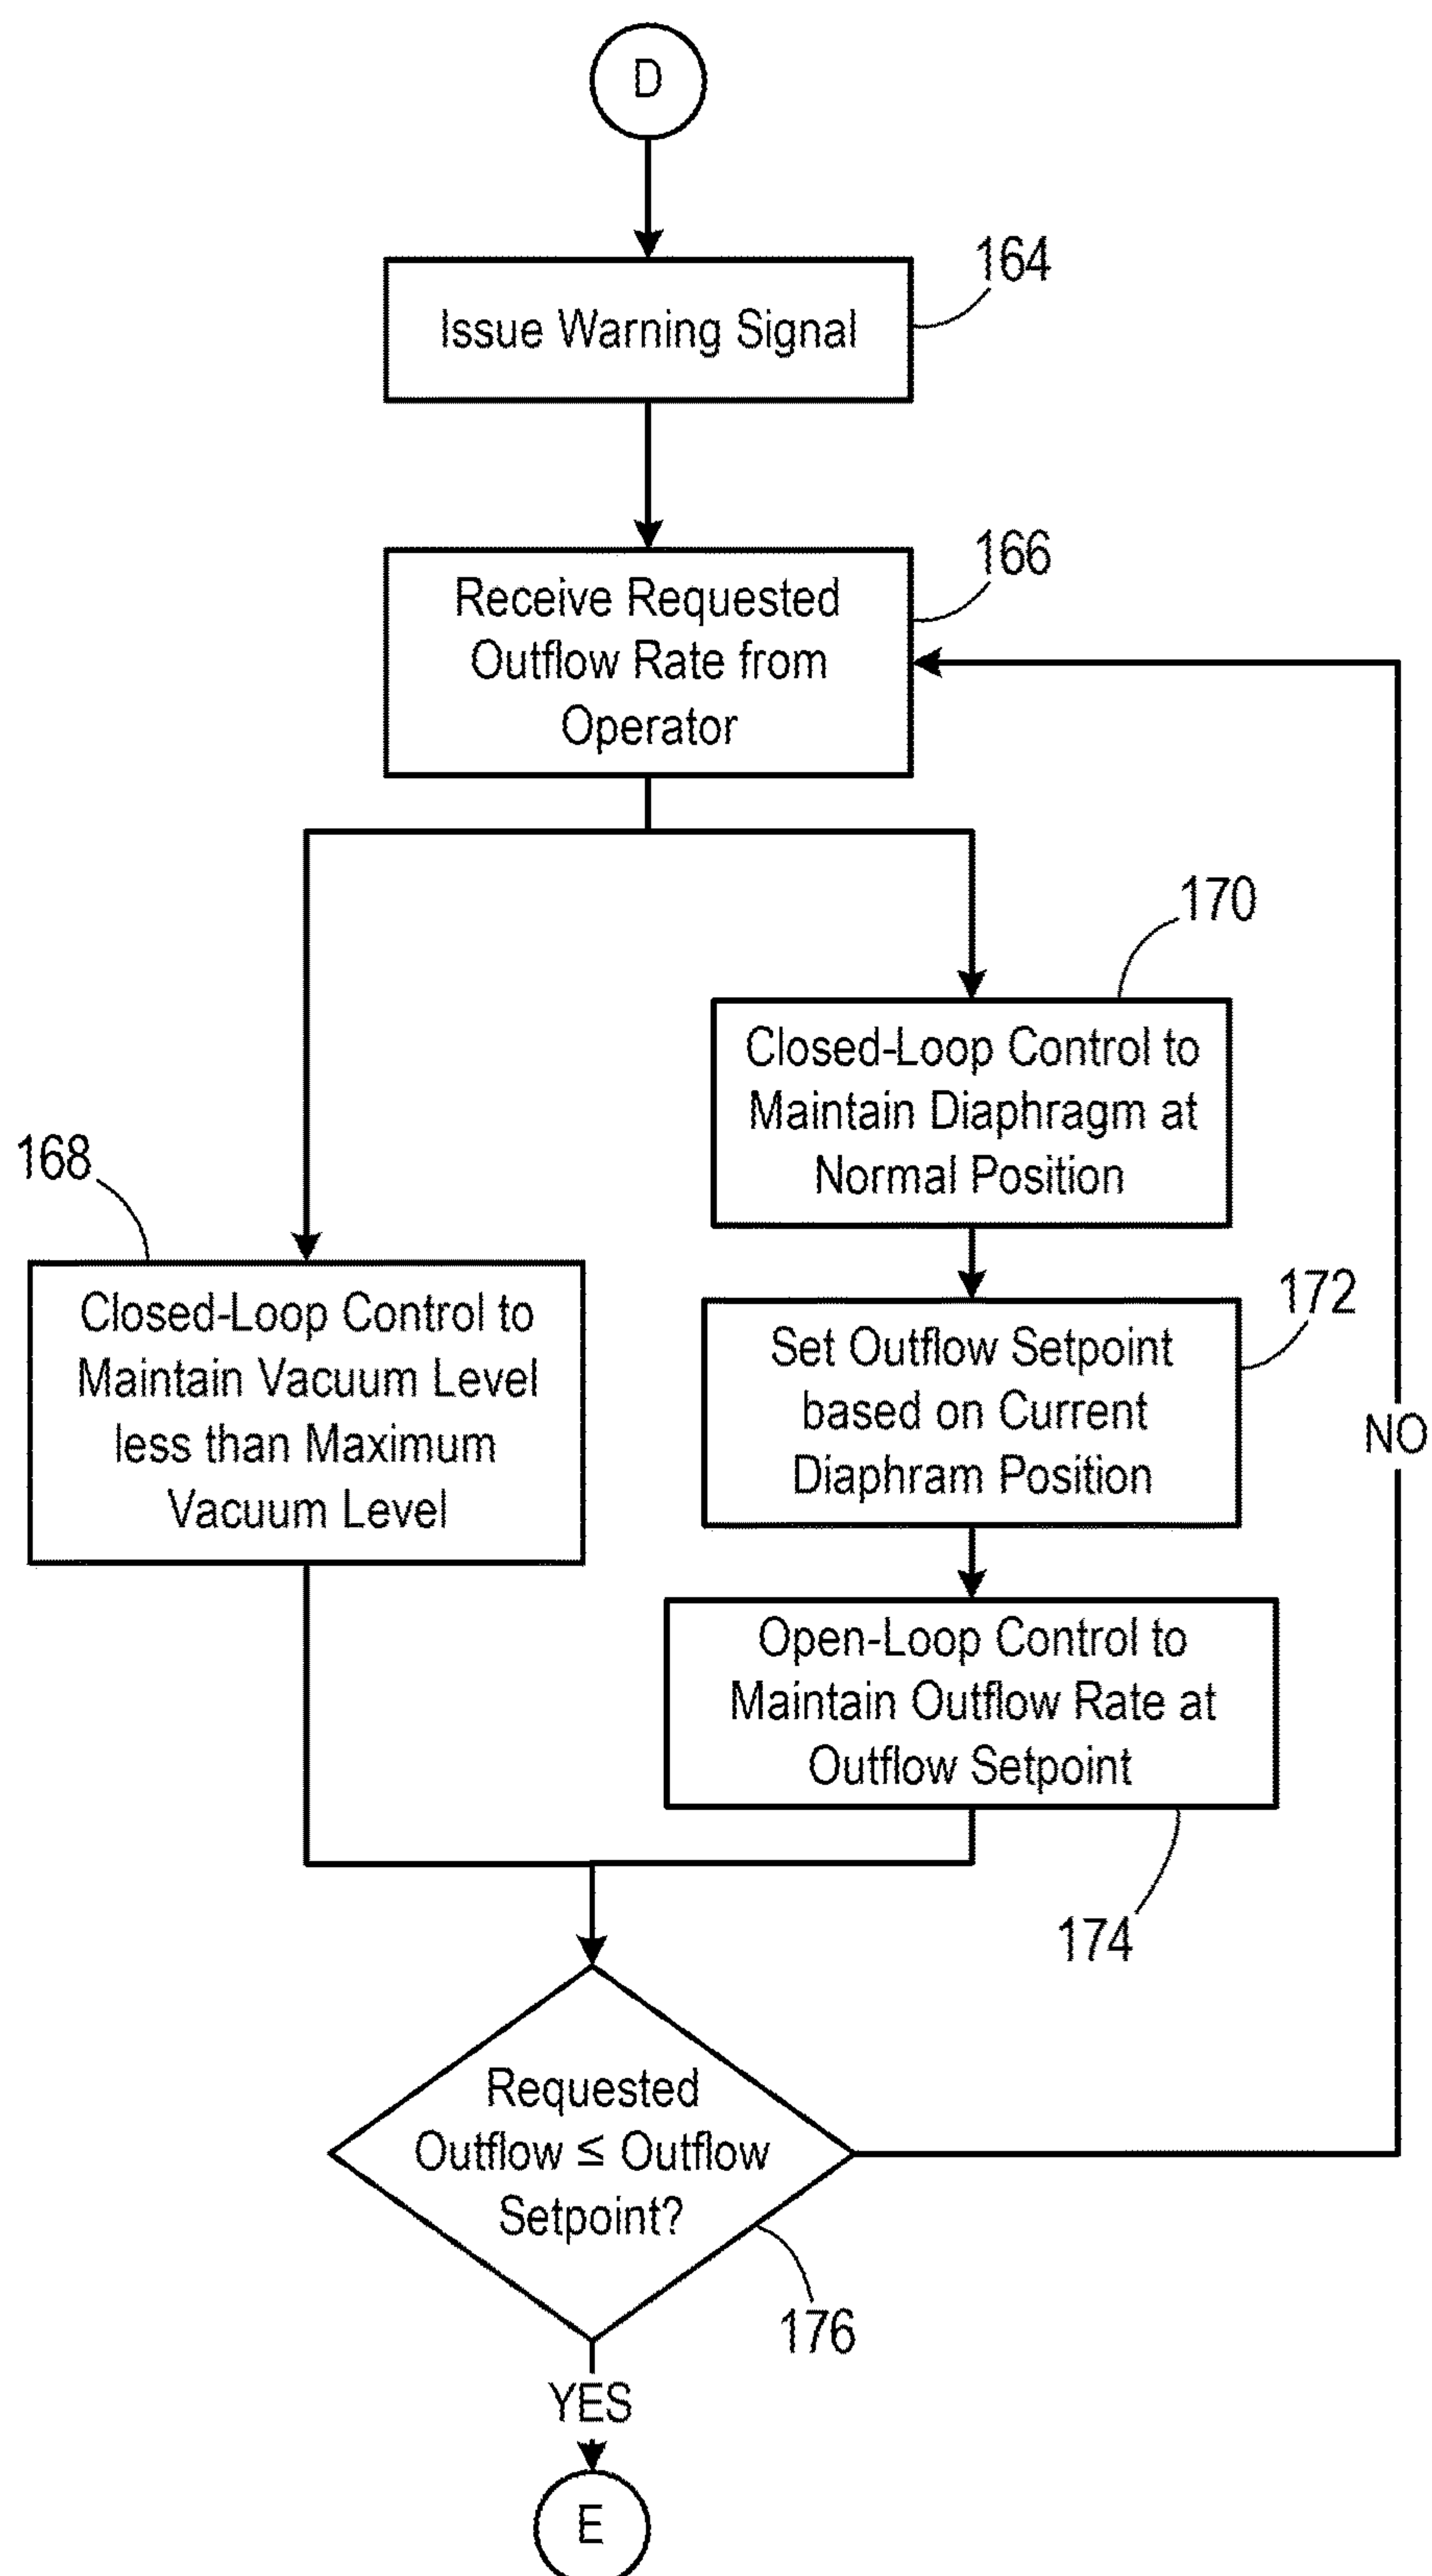 D
164
Issue Warning Signal
166
Receive Requested
Outflow Rate from
Operator
170
Closed-Loop Control to
Maintain Diaphragm at
Normal Position
168
Closed-Loop Control to
Maintain Vacuum Level
less than Maximum
Vacuum Level
172
Set Outflow Setpoint
based on Current
Diaphram Position
NO
Open-Loop Control to
Maintain Outflow Rate at
Outflow Setpoint
174
Requested
Outflow ≤ Outflow
Setpoint?
176
YES
E